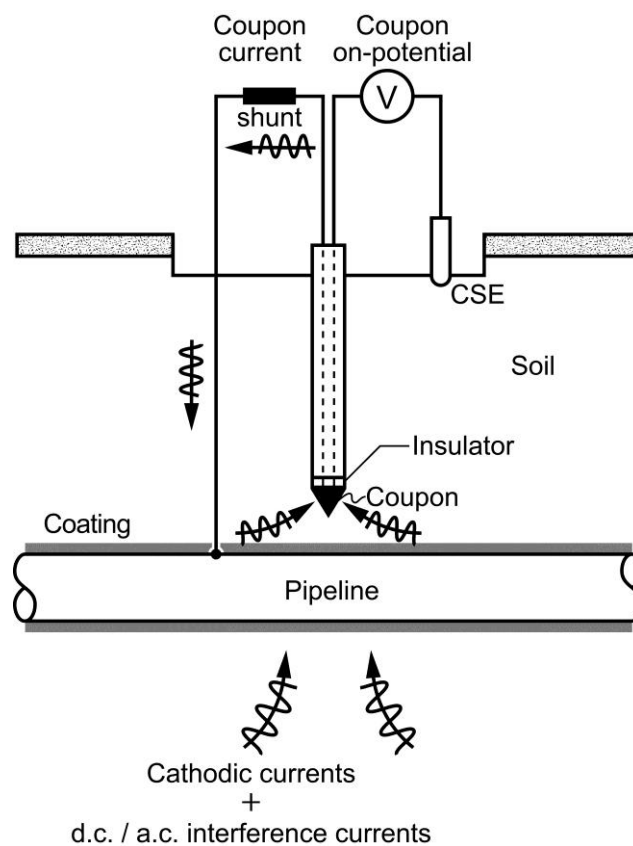 Coupon
current
Coupon
on-potential
V
shunt
CSE
Soil
Insulator
Coupon
Coating
Pipeline
Cathodic currents
+
d.c. / a.c. interference currents